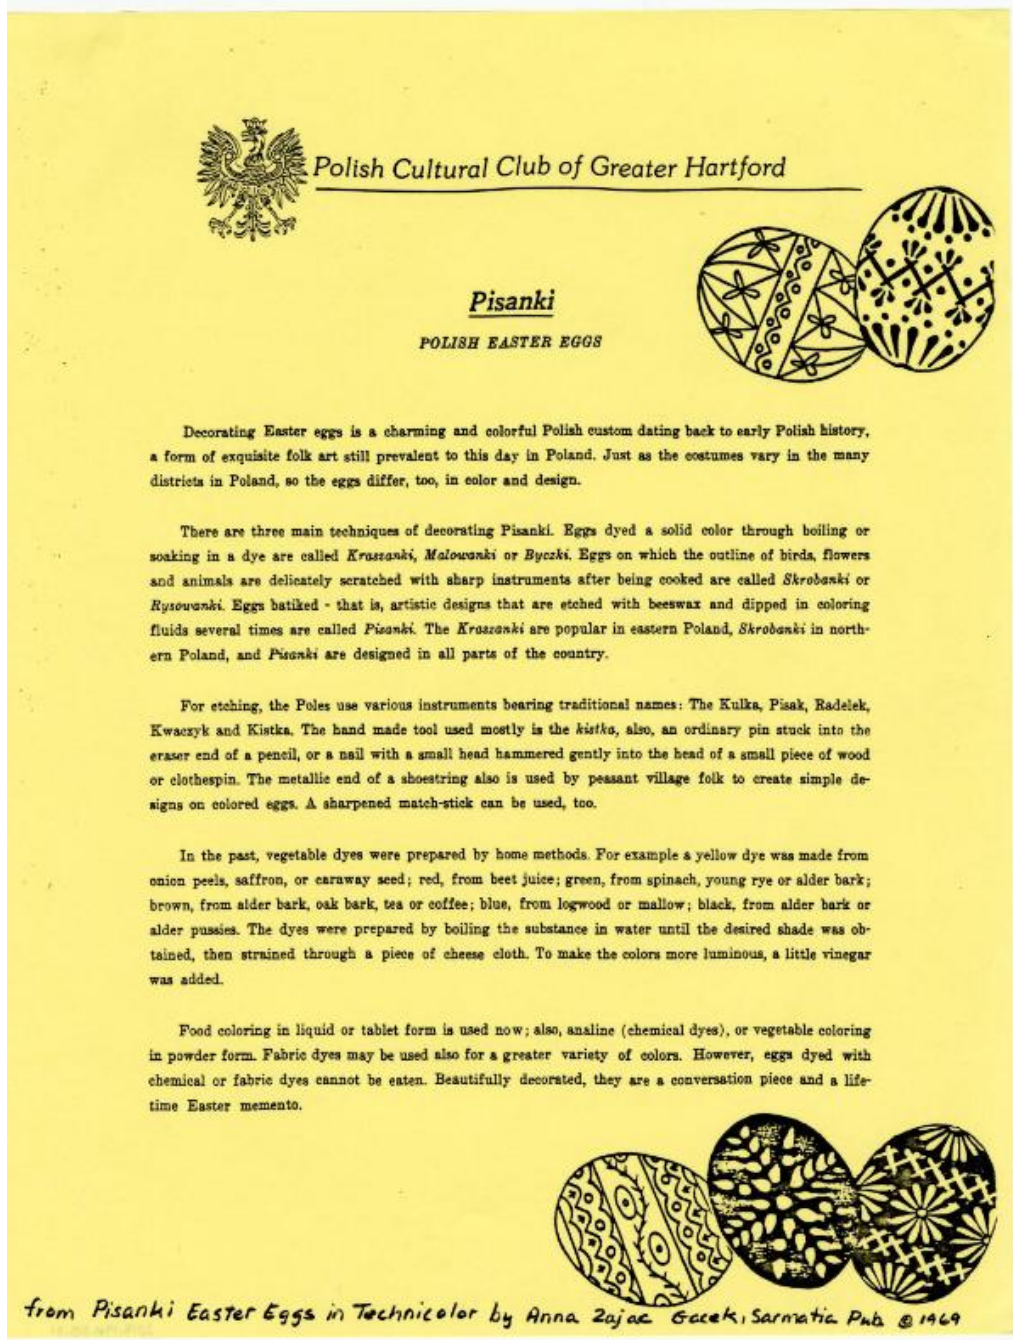 Polish Cultural Club of Greater Hartford
Pisanki
POLISH EASTER EGGS
Decorating Easter eggs is a charming and colorful Polish custom dating back to early Polish history,
a form of exquisite folk art still prevalent to this day in Poland. Just as the costumes vary in the many
districts in Poland, so the eggs differ, too, in color and design.
There are three main techniques of decorating Pisanki. Eggs dyed a solid color through boiling or
soaking in a dye are called Kraszanki, Malowanki or Byczki. Eggs on which the outline of birds, flowers
and animals are delicately scratched with sharp instruments after being cooked are called Skrobanki or
Rysowanki. Eggs batiked - that is, artistic designs that are etched with beeswax and dipped in coloring
fluids several times are called Pisanki. The Kraszanki are popular in eastern Poland, Skrobanki in north-
ern Poland, and Pisanki are designed in all parts of the country.
For etching, the Poles use various instruments bearing traditional names: The Kulka, Pisak, Radelek,
Kwaczyk and Kistka. The hand made tool used mostly is the kistka, also, an ordinary pin stuck into the
eraser end of a pencil, or a nail with a small head hammered gently into the head of a small piece of wood
or clothespin. The metallic end of a shoestring also is used by peasant village folk to create simple de-
signs on colored eggs. A sharpened match-stick can be used, too.
In the past, vegetable dyes were prepared by home methods. For example a yellow dye was made from
onion peels, saffron, or caraway seed; red, from beet juice; green, from spinach, young rye or alder bark;
brown, from alder bark, oak bark, tea or coffee; blue, from logwood or mallow; black, from alder bark or
alder pussies. The dyes were prepared by boiling the substance in water until the desired shade was ob-
tained, then strained through a piece of cheese cloth. To make the colors more luminous, a little vinegar
was added.
Food coloring in liquid or tablet form is used now; also, analine (chemical dyes), or vegetable coloring
in powder form. Fabric dyes may be used also for a greater variety of colors. However, eggs dyed with
chemical or fabric dyes cannot be eaten. Beautifully decorated, they are a conversation piece and a life-
time Easter memento.
from Pisanki Easter Eggs in Technicolor by Anna Zajac Gacek, Sarmatia Pub © 1969